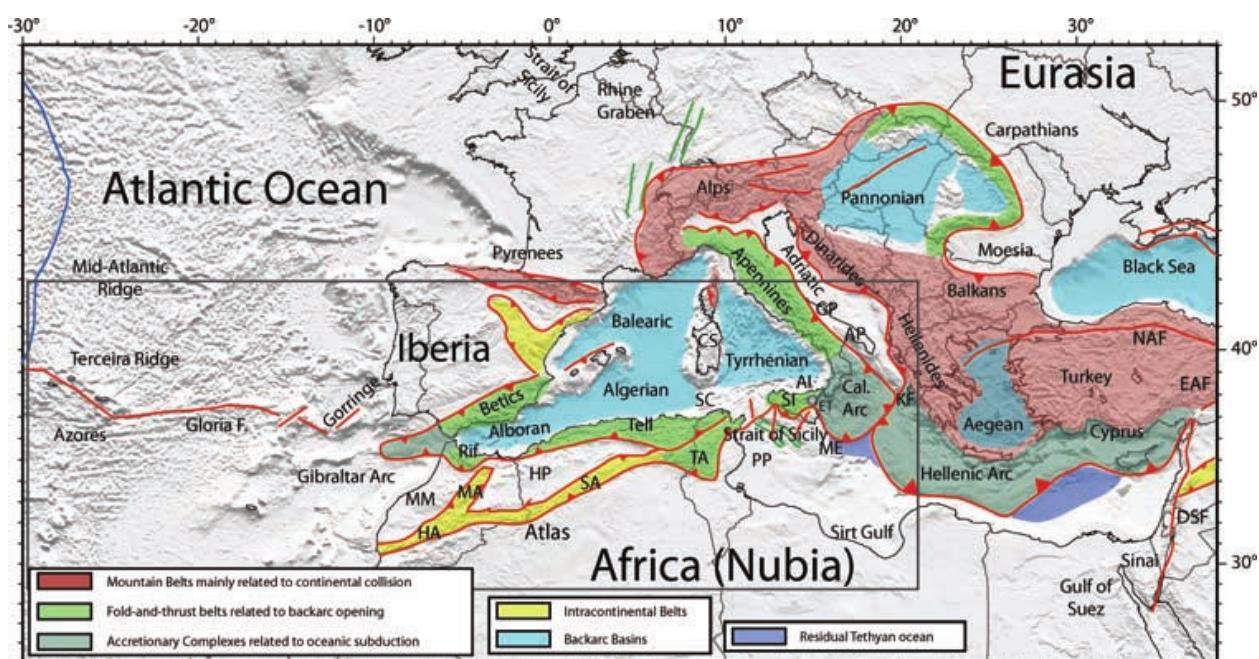 -30°
-20°
-10°
0°
10°
20°
30°
50°
40°
30°
Eurasia
Strait of
Sicily
Rhine
Graben
Carpathians
Atlantic Ocean
Alps
Pannonian
Moesia
Black Sea
Pyrenees
Mid-Atlantic
Ridge
Dinarides
Adriatic
Apennines
Balkans
GP
AP
Balearic
CS
Tyrrhenian
Hellenides
NAF
Iberia
Terceira Ridge
Gorringe
Algerian
AI
Cal.
Arc
KF
Turkey
EAF
Betics
SC
SI
ET
Azores
Gloria F.
Alboran
Tell
Strait of Sicily
ME
Aegean
Cyprus
Rif
Gibraltar Arc
HP
TA
PP
Hellenic Arc
MM
MA
SA
HA
Atlas
Sirt Gulf
DSF
Sinai
Africa (Nubia)
Gulf of
Suez
Mountain Belts mainly related to continental collision
Fold-and-thrust belts related to backarc opening
Accretionary Complexes related to oceanic subduction
Intracontinental Belts
Backarc Basins
Residual Tethyan ocean